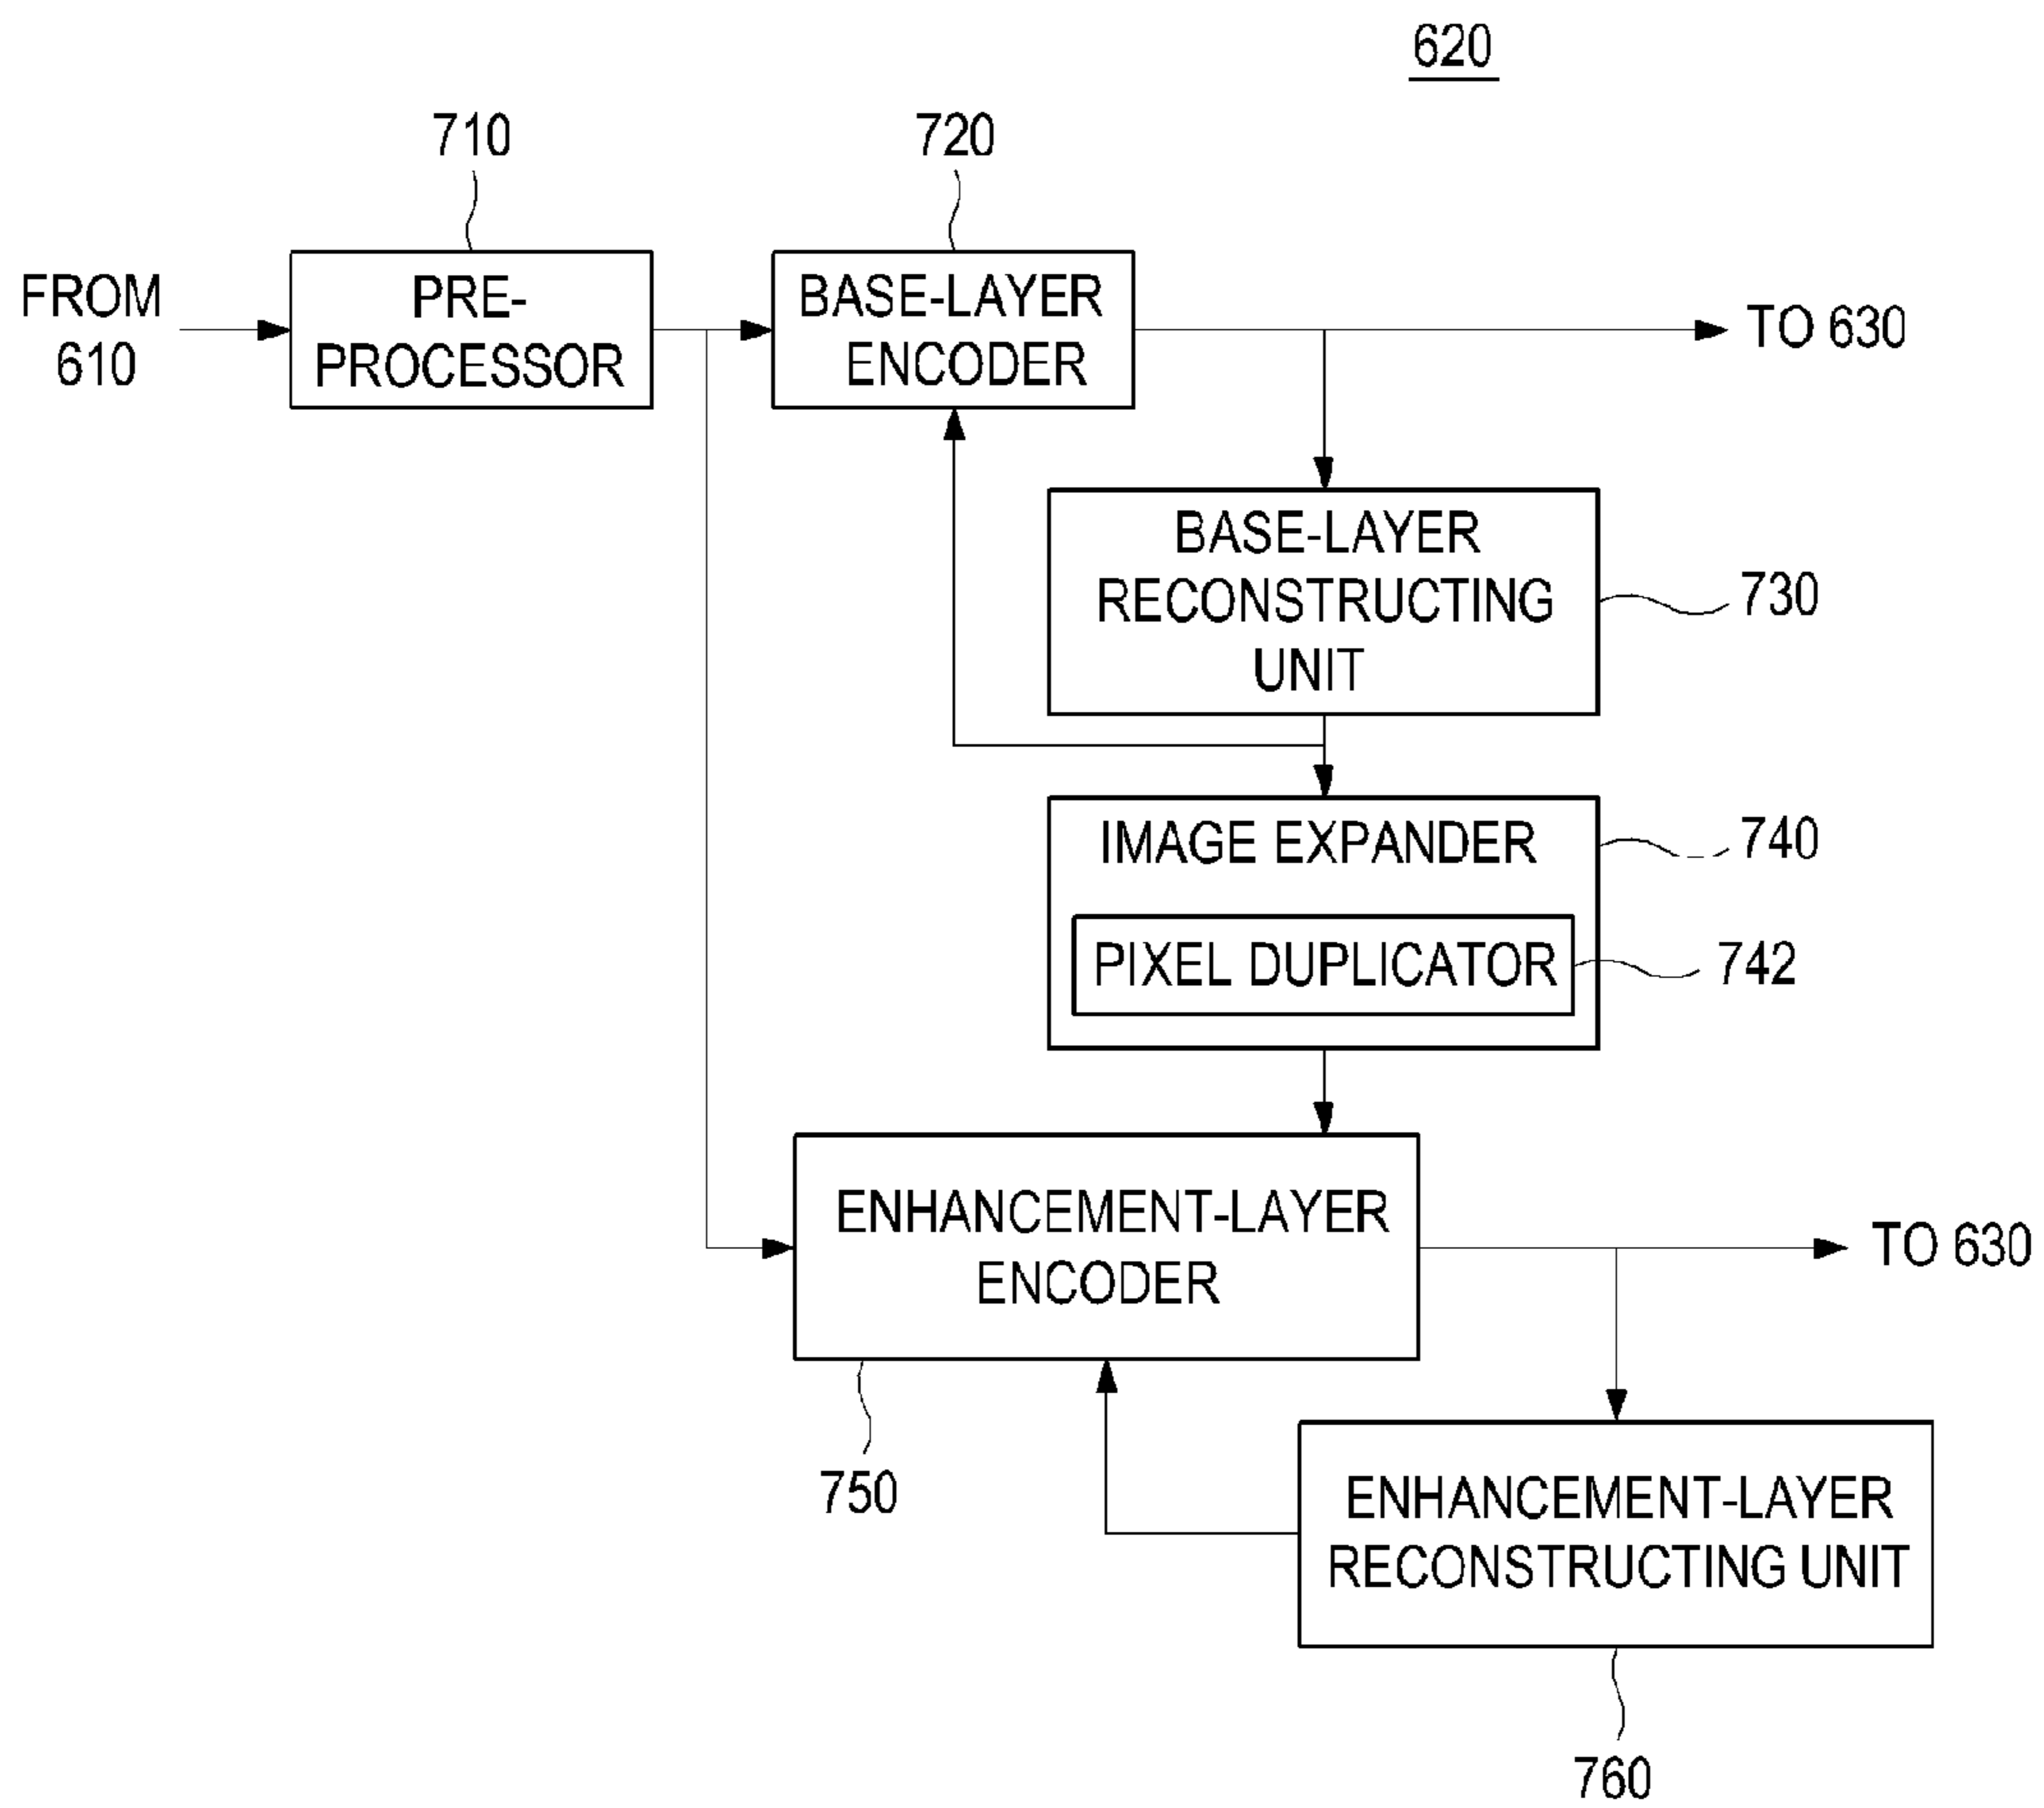 620
710
720
FROM
610
PRE-
PROCESSOR
BASE-LAYER
ENCODER
TO 630
BASE-LAYER
RECONSTRUCTING
UNIT
730
IMAGE EXPANDER
740
PIXEL DUPLICATOR
742
ENHANCEMENT-LAYER
ENCODER
TO 630
750
ENHANCEMENT-LAYER
RECONSTRUCTING UNIT
760